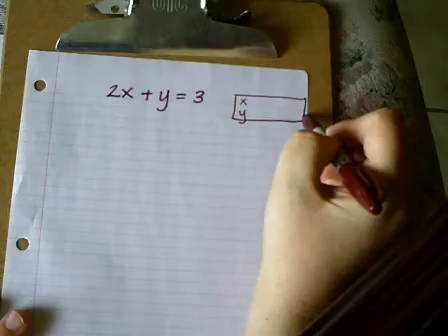 2x + y = 3
x
y